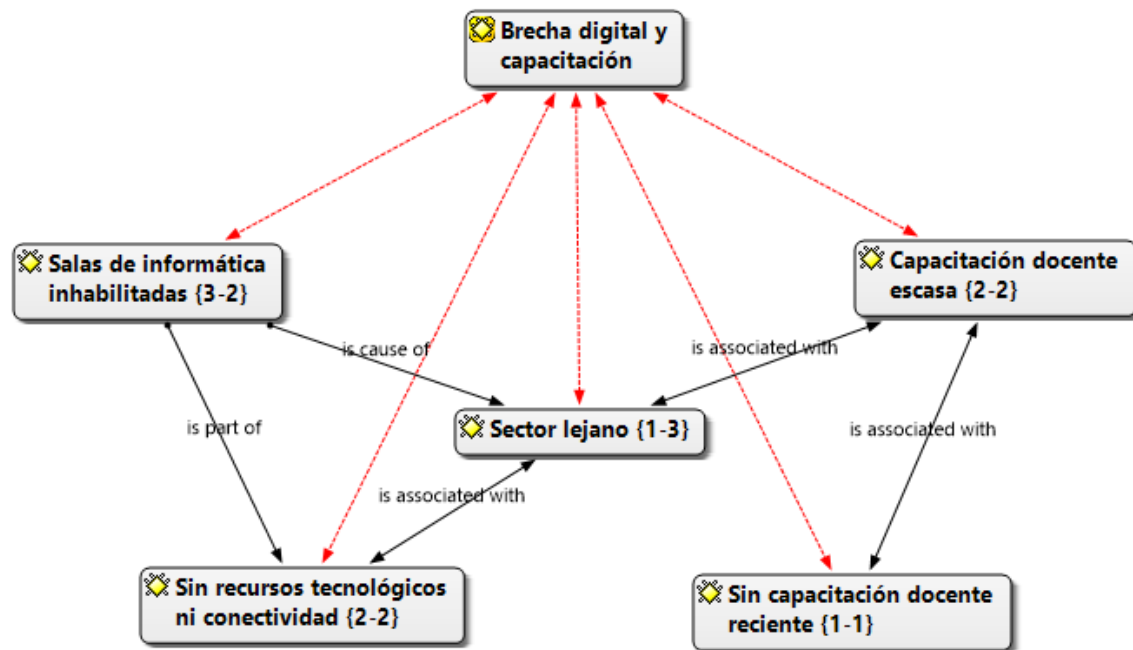 Brecha digital y
capacitación
Salas de informática
inhabilitadas {3-2}
Capacitación docente
escasa {2-2}
is cause of
is associated with
Sector lejano {1-3}
is part of
is associated with
is associated with
Sin recursos tecnológicos
ni conectividad {2-2}
Sin capacitación docente
reciente {1-1}